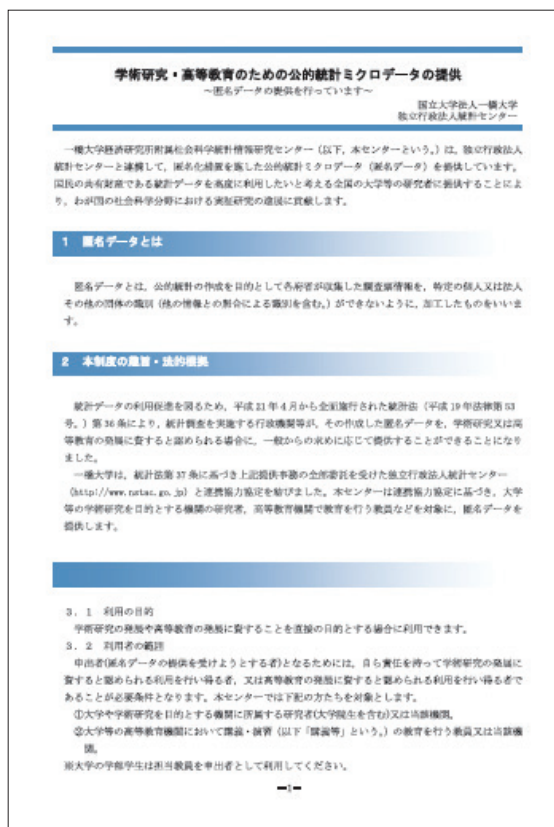 学術研究・高等教育のための公的統計ミクロデータの提供
～匿名データの提供を行っています～
国立大学法人一橋大学
独立行政法人統計センター
一橋大学経済研究所附属社会科学統計情報研究センター（以下，本センターという。）は，独立行政法人
統計センターと連携して，匿名化措置を施した公的統計ミクロデータ（匿名データ）を提供しています。
国民の共有財産である統計データを高度に利用したいと考える全国の大学等の研究者に提供することによ
り，わが国の社会科学分野における実証研究の進展に貢献します。
1 匿名データとは
匿名データとは，公的統計の作成を目的として各府省が収集した調査票情報を，特定の個人又は法人
その他の団体の識別（他の情報との照合による識別を含む。）ができないように，加工したものをいいま
す。
2 本制度の趣旨・法的根拠
統計データの利用促進を図るため，平成21年4月から全面施行された統計法（平成19年法律第53
号。）第36条により，統計調査を実施する行政機関等が，その作成した匿名データを，学術研究又は高
等教育の発展に資すると認められる場合に，一般からの求めに応じて提供することができることになり
ました。
一橋大学は，統計法第37条に基づき上記提供事務の全部委託を受けた独立行政法人統計センター
（http://www.nstac.go.jp）と連携協力協定を結びました。本センターは連携協力協定に基づき，大学
等の学術研究を目的とする機関の研究者，高等教育機関で教育を行う教員などを対象に，匿名データを
提供します。
3．1 利用の目的
学術研究の発展や高等教育の発展に資することを直接の目的とする場合に利用できます。
3．2 利用者の範囲
申出者(匿名データの提供を受けようとする者)となるためには，自ら責任を持って学術研究の発展に
資すると認められる利用を行い得る者，又は高等教育の発展に資すると認められる利用を行い得る者で
あることが必要条件となります。本センターでは下記の方たちを対象とします。
①大学や学術研究を目的とする機関に所属する研究者(大学院生を含む)又は当該機関。
②大学等の高等教育機関において講義・演習（以下「講義等」という。）の教育を行う教員又は当該機
関。
※大学の学部学生は担当教員を申出者として利用してください。
－1－